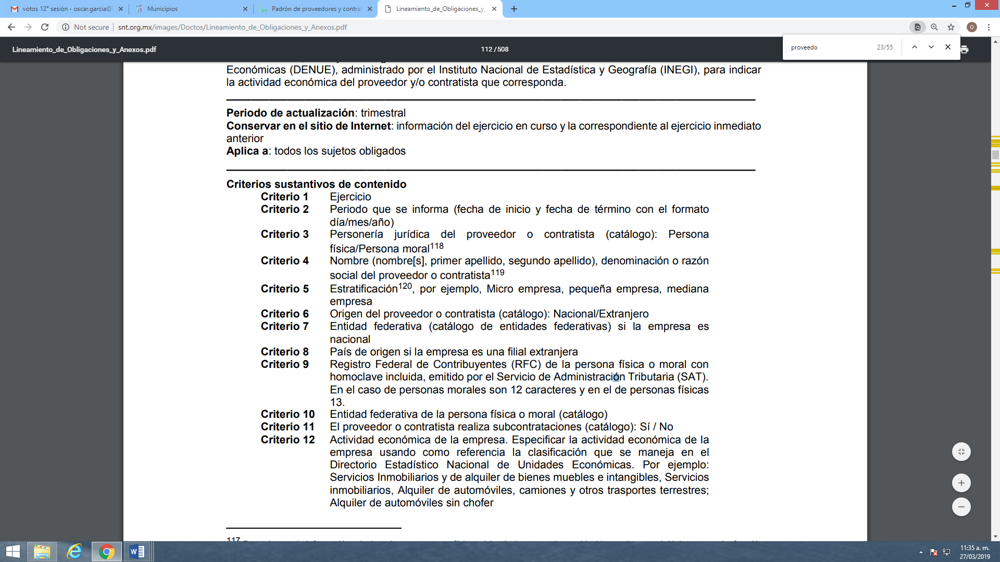 votos 12° sesión - oscar.garcia@
Municipios
Padrón de proveedores y contrat
Lineamiento_de_Obligaciones_y_
Not secure
snt.org.mx/images/Doctos/Lineamiento_de_Obligaciones_y_Anexos.pdf
O
Lineamiento_de_Obligaciones_y_Anexos.pdf
112 / 508
proveedo
23/55
Económicas (DENUE), administrado por el Instituto Nacional de Estadística y Geografía (INEGI), para indicar
la actividad económica del proveedor y/o contratista que corresponda.
Periodo de actualización: trimestral
Conservar en el sitio de Internet: información del ejercicio en curso y la correspondiente al ejercicio inmediato
anterior
Aplica a: todos los sujetos obligados
Criterios sustantivos de contenido
Criterio 1 Ejercicio
Criterio 2 Periodo que se informa (fecha de inicio y fecha de término con el formato
día/mes/año)
Criterio 3 Personería jurídica del proveedor o contratista (catálogo): Persona
física/Persona moral118
Criterio 4 Nombre (nombre[s], primer apellido, segundo apellido), denominación o razón
social del proveedor o contratista119
Criterio 5 Estratificación120, por ejemplo, Micro empresa, pequeña empresa, mediana
empresa
Criterio 6 Origen del proveedor o contratista (catálogo): Nacional/Extranjero
Criterio 7 Entidad federativa (catálogo de entidades federativas) si la empresa es
nacional
Criterio 8 País de origen si la empresa es una filial extranjera
Criterio 9 Registro Federal de Contribuyentes (RFC) de la persona física o moral con
homoclave incluida, emitido por el Servicio de Administración Tributaria (SAT).
En el caso de personas morales son 12 caracteres y en el de personas físicas
13.
Criterio 10 Entidad federativa de la persona física o moral (catálogo)
Criterio 11 El proveedor o contratista realiza subcontrataciones (catálogo): Sí / No
Criterio 12 Actividad económica de la empresa. Especificar la actividad económica de la
empresa usando como referencia la clasificación que se maneja en el
Directorio Estadístico Nacional de Unidades Económicas. Por ejemplo:
Servicios Inmobiliarios y de alquiler de bienes muebles e intangibles, Servicios
inmobiliarios, Alquiler de automóviles, camiones y otros trasportes terrestres;
Alquiler de automóviles sin chofer
117
11:35 a. m.
27/03/2019